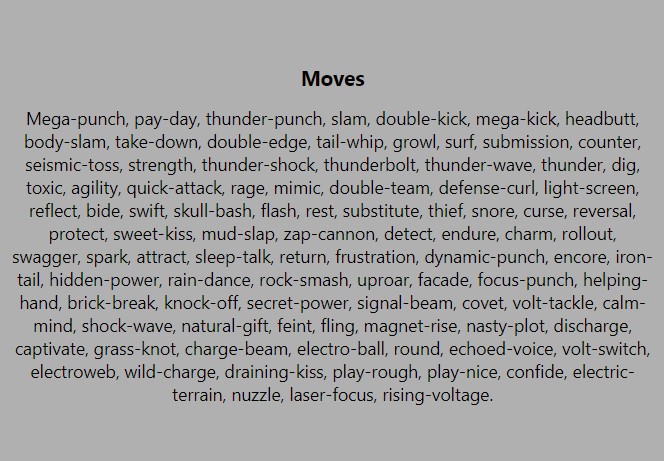 Moves
Mega-punch, pay-day, thunder-punch, slam, double-kick, mega-kick, headbutt,
body-slam, take-down, double-edge, tail-whip, growl, surf, submission, counter,
seismic-toss, strength, thunder-shock, thunderbolt, thunder-wave, thunder, dig,
toxic, agility, quick-attack, rage, mimic, double-team, defense-curl, light-screen,
reflect, bide, swift, skull-bash, flash, rest, substitute, thief, snore, curse, reversal,
protect, sweet-kiss, mud-slap, zap-cannon, detect, endure, charm, rollout,
swagger, spark, attract, sleep-talk, return, frustration, dynamic-punch, encore, iron-
tail, hidden-power, rain-dance, rock-smash, uproar, facade, focus-punch, helping-
hand, brick-break, knock-off, secret-power, signal-beam, covet, volt-tackle, calm-
mind, shock-wave, natural-gift, feint, fling, magnet-rise, nasty-plot, discharge,
captivate, grass-knot, charge-beam, electro-ball, round, echoed-voice, volt-switch,
electroweb, wild-charge, draining-kiss, play-rough, play-nice, confide, electric-
terrain, nuzzle, laser-focus, rising-voltage.